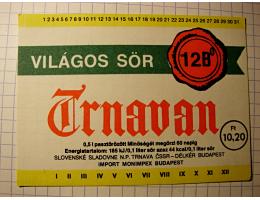 1 2 3 4 5 6 7 8 9 10 11 12 13 14 15 16 17 18 19 20 21 22 23 24 25 26 27 28 29 30 31
VILÁGOS SÖR
12B°
Trnavan
Ft
10,20
0,5 l pasztőrözött Minőségét megőrzi 60 napig
Energiatartalom: 185 kJ/0,1 liter sör azaz 44 kcal/0,1 liter sör
SLOVENSKÉ SLADOVNE N.P. TRNAVA ČSSR - DÉLKER BUDAPEST
IMPORT MONIMPEX BUDAPEST
I II III IV V VI VII VIII IX X XI XII